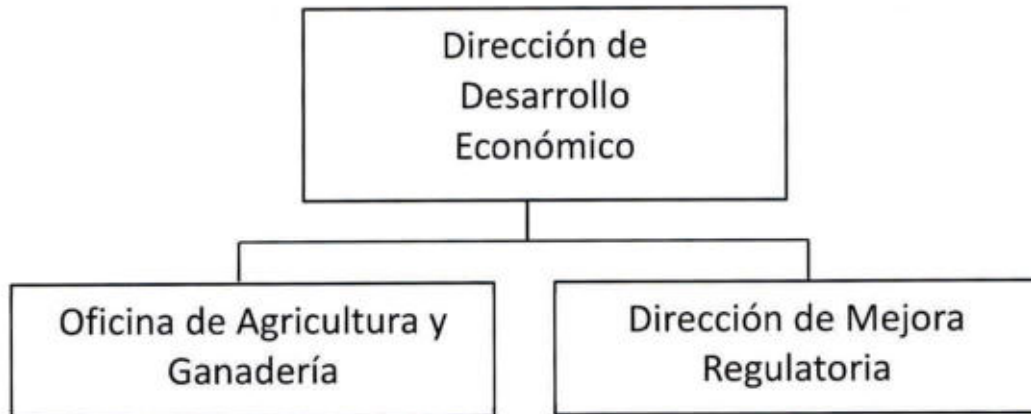 Dirección de
Desarrollo
Económico
Oficina de Agricultura y
Ganadería
Dirección de Mejora
Regulatoria